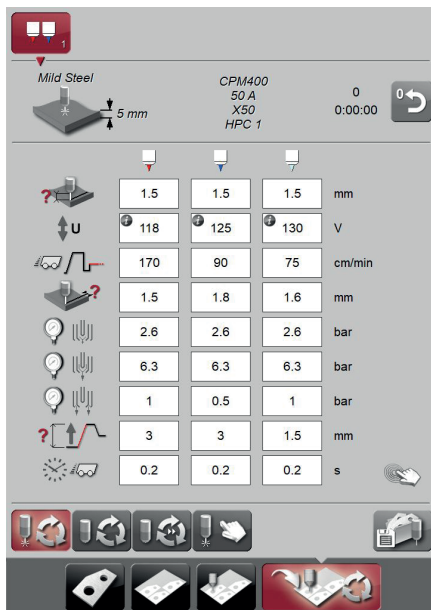 1
Mild Steel
5 mm
CPM400
50 A
X50
HPC 1
0
0:00:00
0
? 1.5 1.5 1.5 mm
U 118 125 130 V
170 90 75 cm/min
? 1.5 1.8 1.6 mm
2.6 2.6 2.6 bar
6.3 6.3 6.3 bar
1 0.5 1 bar
? 3 3 1.5 mm
0.2 0.2 0.2 s